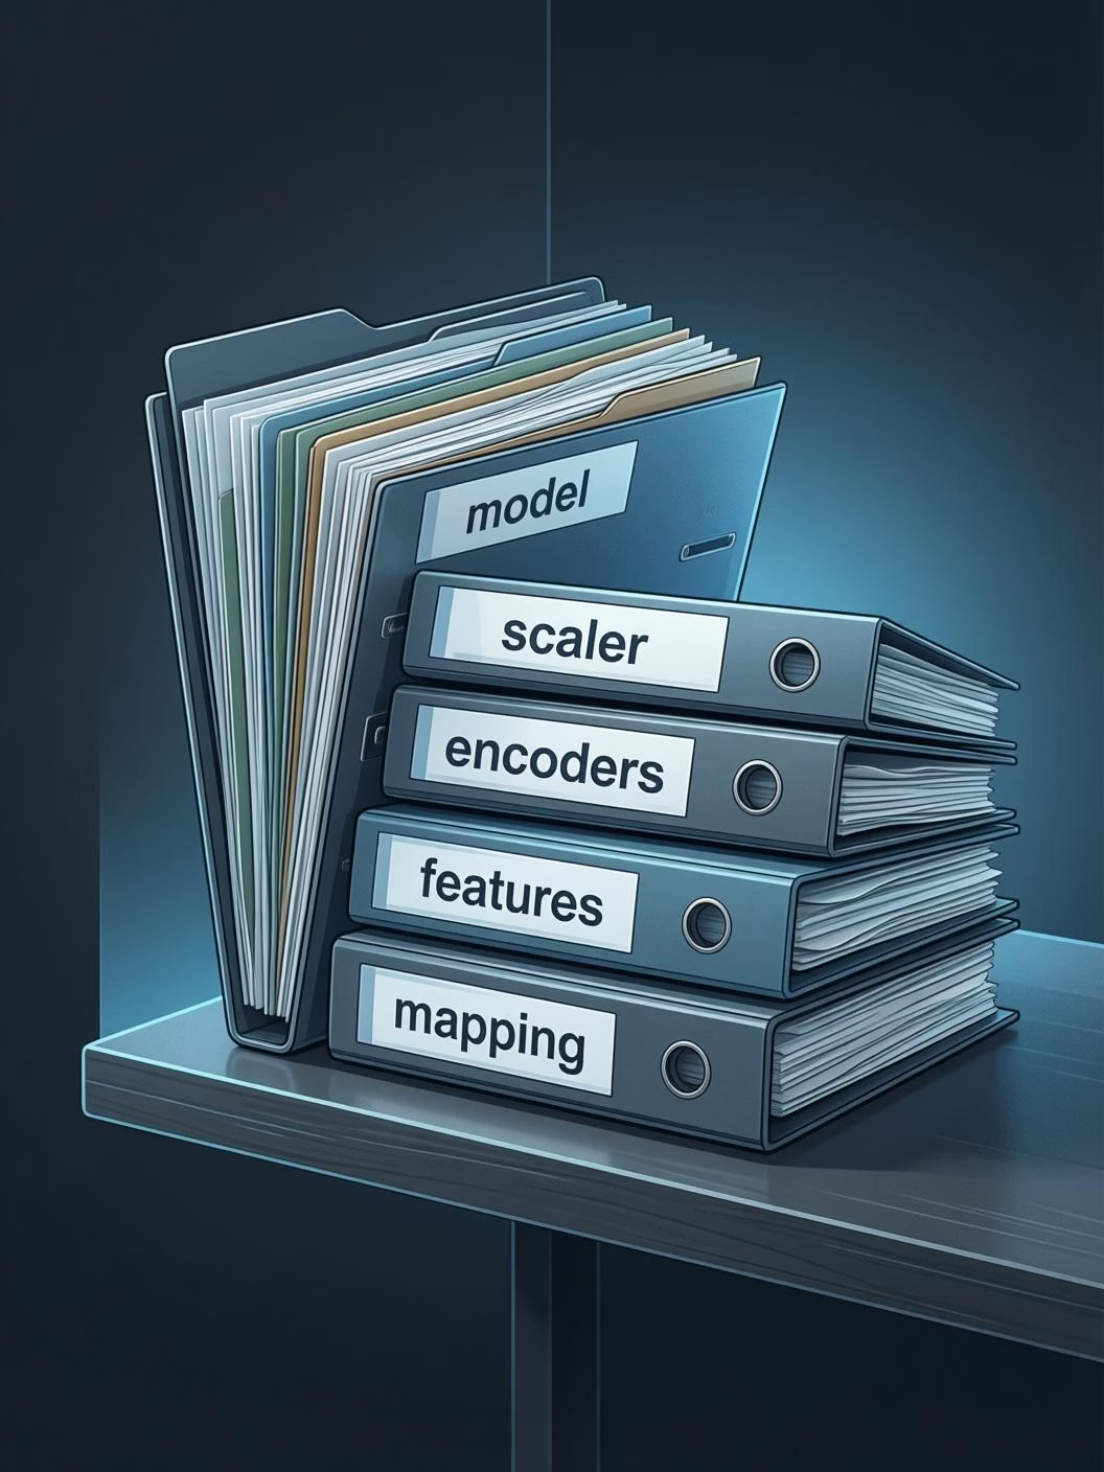 model
scaler
encoders
features
mapping